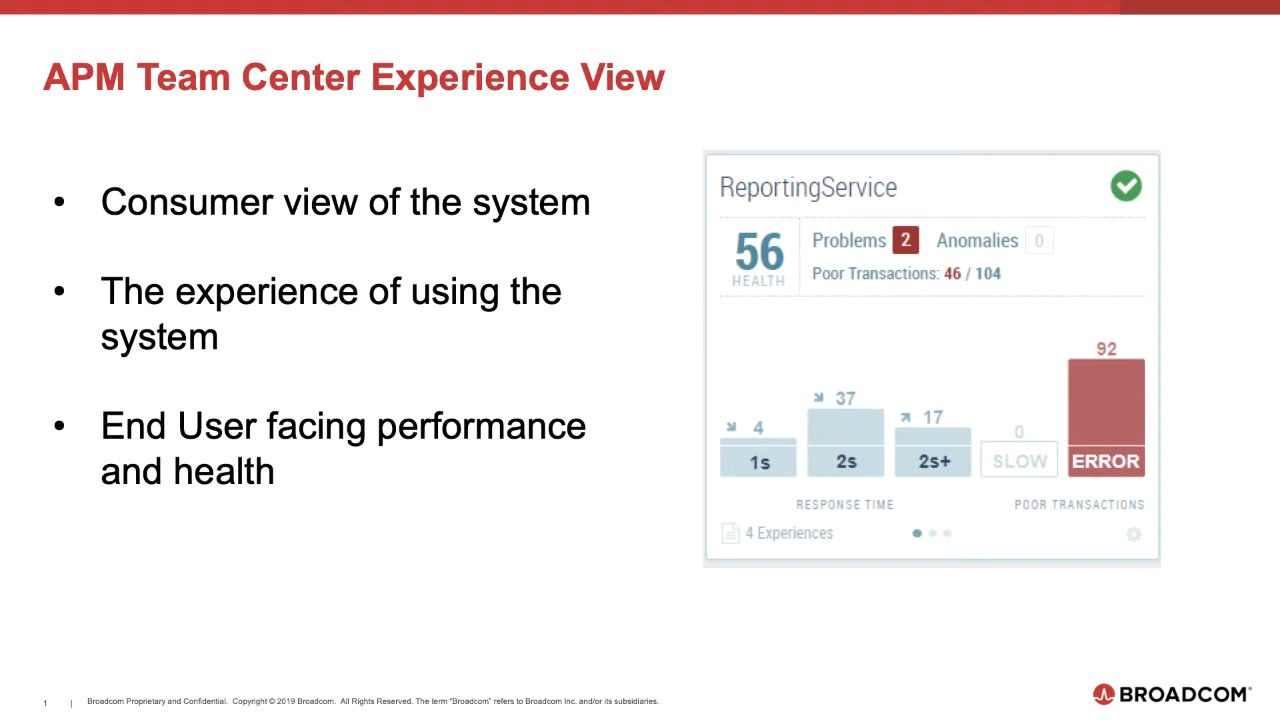 APM Team Center Experience View
• Consumer view of the system
• The experience of using the
system
• End User facing performance
and health
ReportingService
56
HEALTH
Problems 2 Anomalies 0
Poor Transactions: 46 / 104
4
37
17
0
92
1s
2s
2s+
SLOW
ERROR
RESPONSE TIME
POOR TRANSACTIONS
4 Experiences
1 | Broadcom Proprietary and Confidential. Copyright © 2019 Broadcom. All Rights Reserved. The term “Broadcom” refers to Broadcom Inc. and/or its subsidiaries.
BROADCOM®